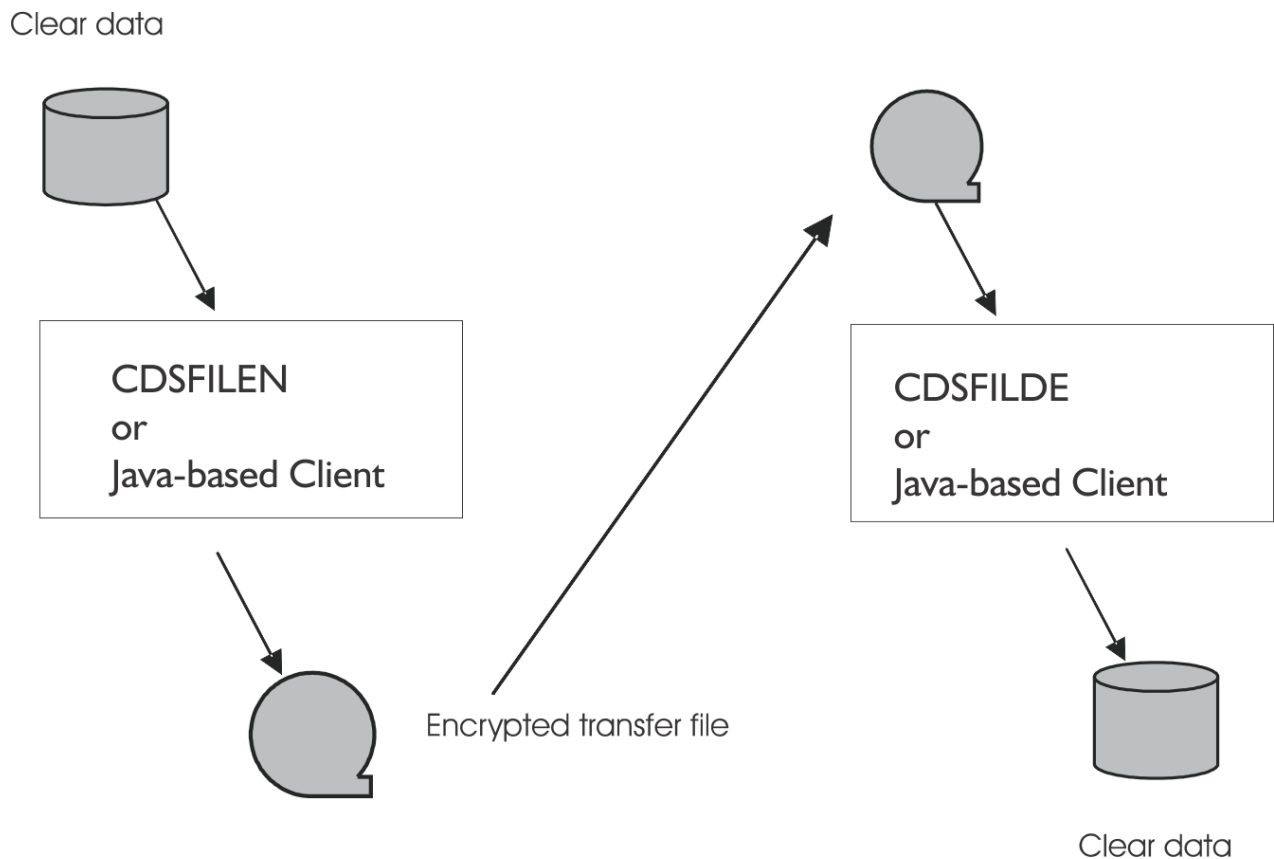 Clear data
CDSFILEN
or
Java-based Client
CDSFILDE
or
Java-based Client
Encrypted transfer file
Clear data